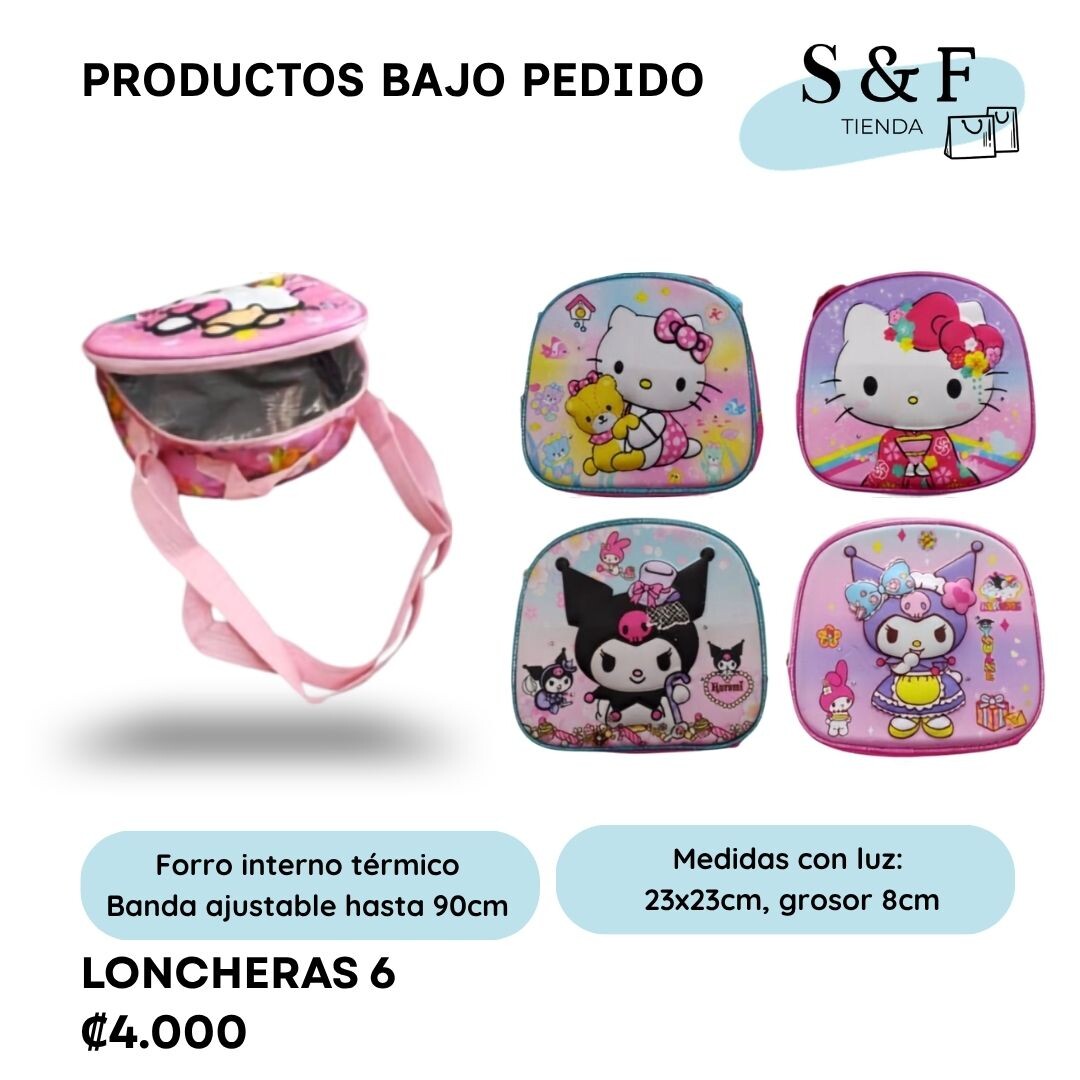 PRODUCTOS BAJO PEDIDO
S & F
TIENDA
Kuromi
Forro interno térmico
Banda ajustable hasta 90cm
Medidas con luz:
23x23cm, grosor 8cm
LONCHERAS 6
₡4.000